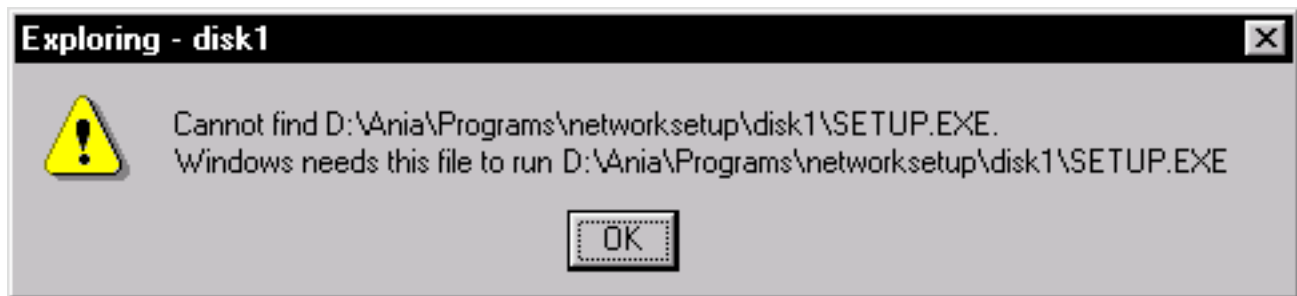 Exploring - disk1
Cannot find D:\Ania\Programs\networksetup\disk1\SETUP.EXE.
Windows needs this file to run D:\Ania\Programs\networksetup\disk1\SETUP.EXE
OK